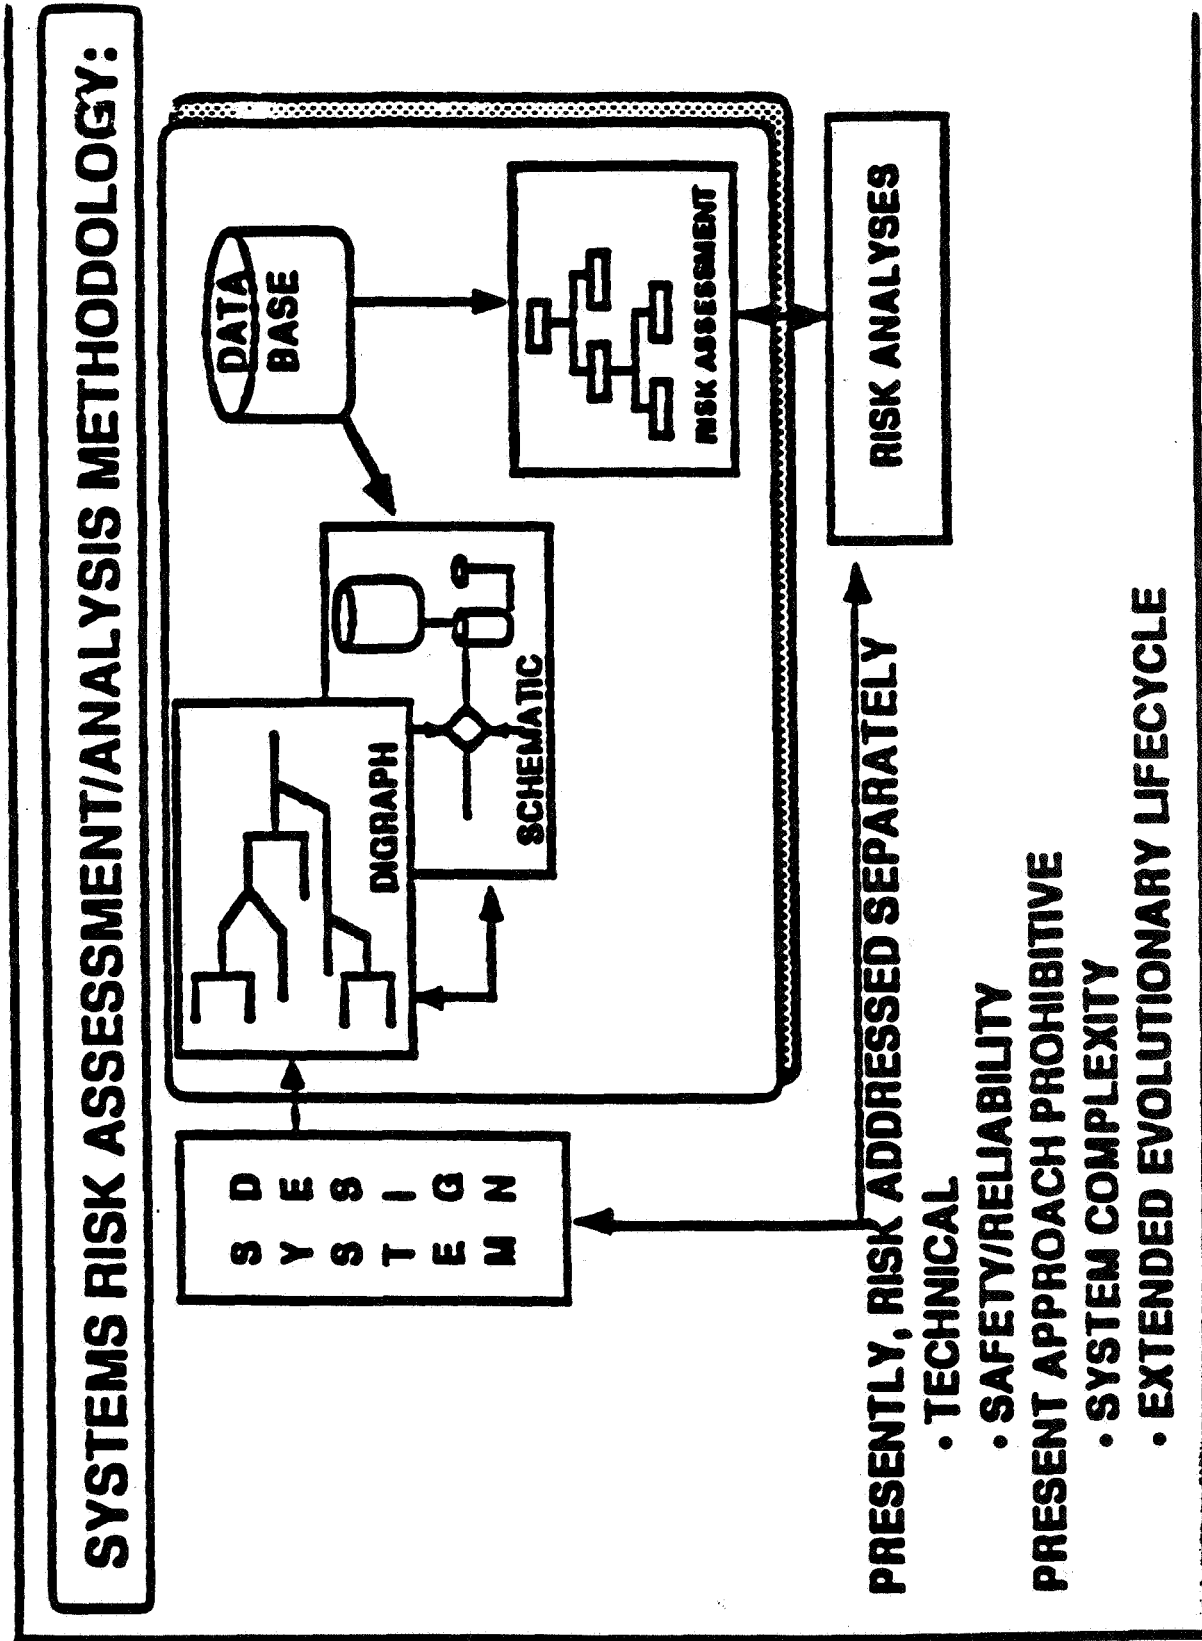 SYSTEMS RISK ASSESSMENT/ANALYSIS METHODOLOGY:
SYSTEM
DESIGN
DIGRAPH
SCHEMATIC
DATA
BASE
RISK ASSESSMENT
RISK ANALYSES
PRESENTLY, RISK ADDRESSED SEPARATELY
• TECHNICAL
• SAFETY/RELIABILITY
PRESENT APPROACH PROHIBITIVE
• SYSTEM COMPLEXITY
• EXTENDED EVOLUTIONARY LIFECYCLE